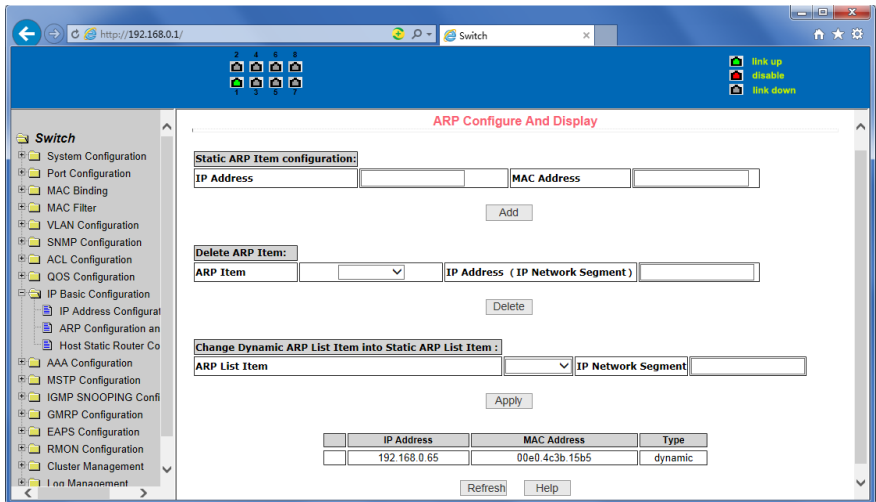 http://192.168.0.1/
Switch
2 4 6 8
1 3 5 7
link up
disable
link down
Switch
System Configuration
Port Configuration
MAC Binding
MAC Filter
VLAN Configuration
SNMP Configuration
ACL Configuration
QOS Configuration
IP Basic Configuration
IP Address Configurat
ARP Configuration an
Host Static Router Co
AAA Configuration
MSTP Configuration
IGMP SNOOPING Confi
GMRP Configuration
EAPS Configuration
RMON Configuration
Cluster Management
Log Management
ARP Configure And Display
Static ARP Item configuration:
IP Address MAC Address
Add
Delete ARP Item:
ARP Item IP Address ( IP Network Segment )
Delete
Change Dynamic ARP List Item into Static ARP List Item :
ARP List Item IP Network Segment
Apply
IP Address MAC Address Type
192.168.0.65 00e0.4c3b.15b5 dynamic
Refresh Help